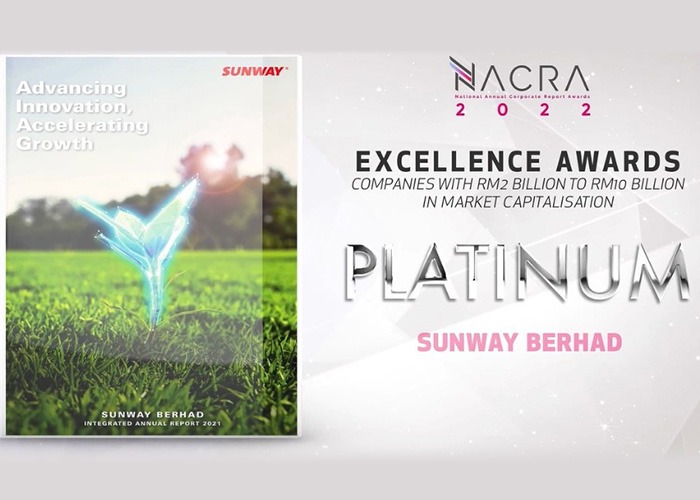 SUNWAY
Advancing
Innovation,
Accelerating
Growth
SUNWAY BERHAD
INTEGRATED ANNUAL REPORT 2021
NACRA
National Annual Corporate Report Awards
2022
EXCELLENCE AWARDS
COMPANIES WITH RM2 BILLION TO RM10 BILLION
IN MARKET CAPITALISATION
PLATINUM
SUNWAY BERHAD